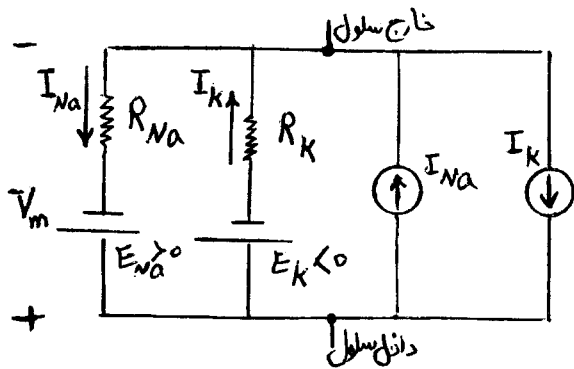 خارج سلول
−
I_Na
R_Na
I_k
R_k
I_Na
I_k
V_m
E_Na>0
E_k<0
+
داخل سلول